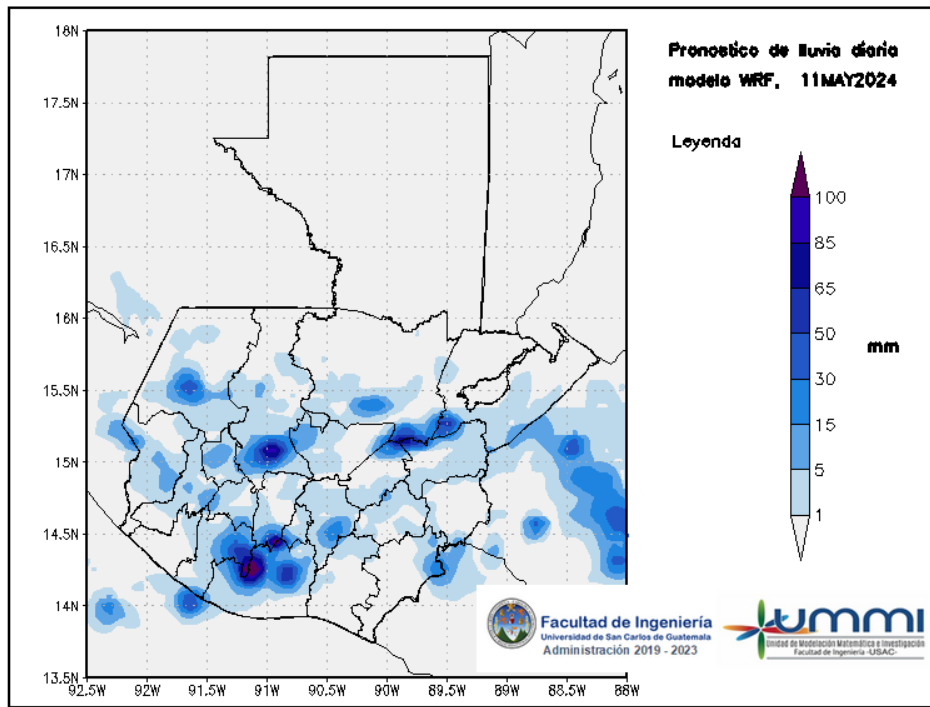 Pronostico de lluvia diaria
modelo WRF, 11MAY2024
Leyenda
100
85
65
50
30
15
5
1
mm
18N
17.5N
17N
16.5N
16N
15.5N
15N
14.5N
14N
13.5N
92.5W 92W 91.5W 91W 90.5W 90W 89.5W 89W 88.5W 88W
Facultad de Ingeniería
Universidad de San Carlos de Guatemala
Administración 2019 - 2023
UMMI
Unidad de Modelación Matemática e Investigación
Facultad de Ingeniería -USAC-